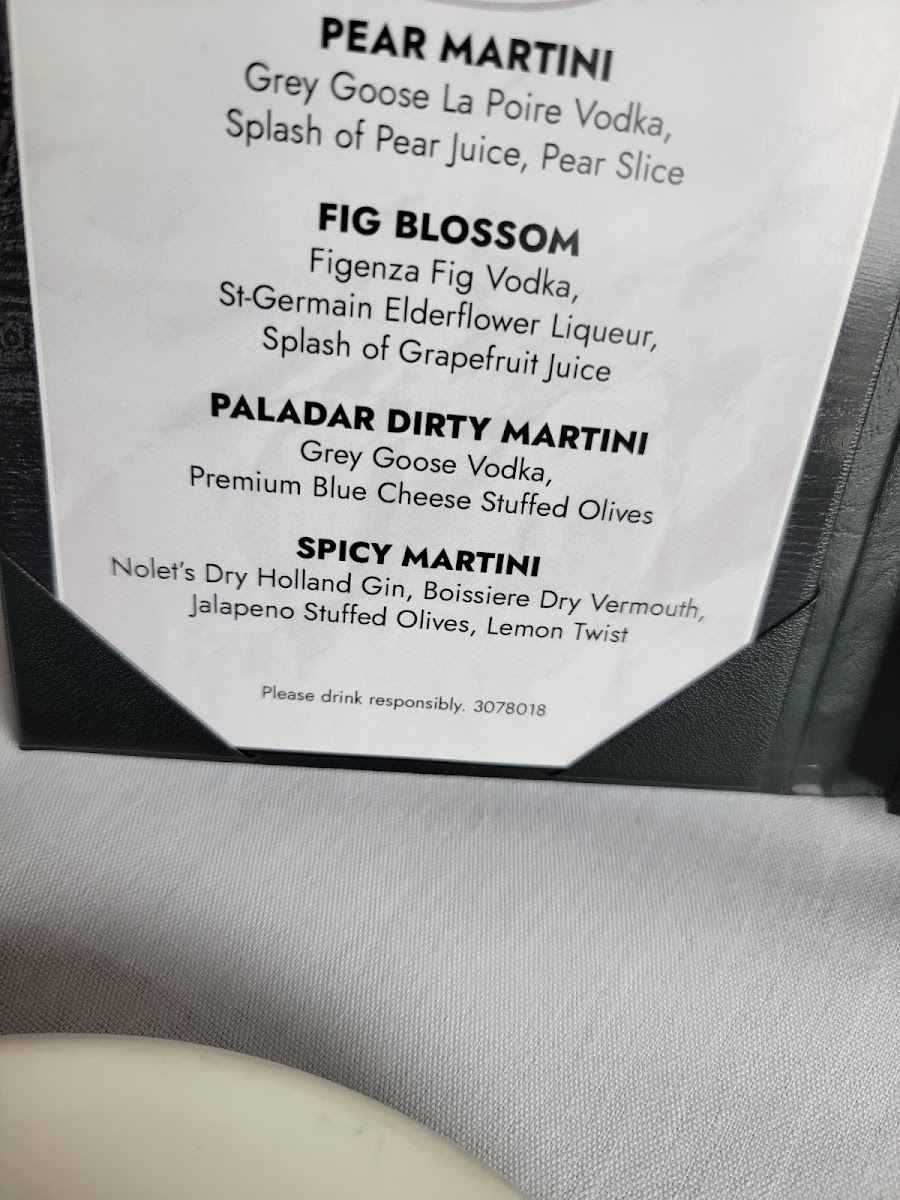 PEAR MARTINI
Grey Goose La Poire Vodka,
Splash of Pear Juice, Pear Slice
FIG BLOSSOM
Figenza Fig Vodka,
St-Germain Elderflower Liqueur,
Splash of Grapefruit Juice
PALADAR DIRTY MARTINI
Grey Goose Vodka,
Premium Blue Cheese Stuffed Olives
SPICY MARTINI
Nolet's Dry Holland Gin, Boissiere Dry Vermouth,
Jalapeno Stuffed Olives, Lemon Twist
Please drink responsibly. 3078018